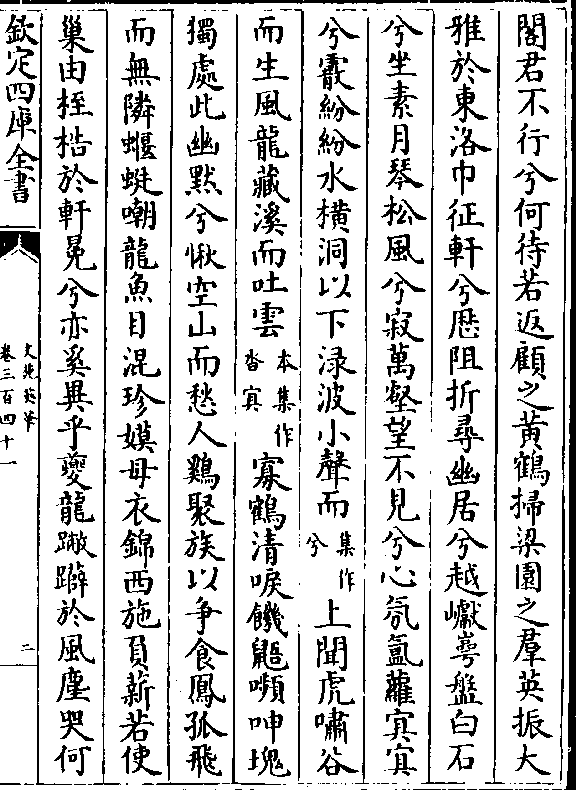 閣君不行兮何待若返顧之黄鶴掃梁園之羣英振大
雅於東洛巾征軒兮歴阻折尋幽居兮越巘崿盤白石
兮坐素月琴松風兮寂萬壑望不見兮心氛氲蘿㝠㝠
兮霰紛紛水横洞以下渌波小聲而集作兮上聞虎嘯谷
而生風龍藏溪而吐雲本集作沓㝠寡鶴清唳饑鼯嚬呻塊
獨處此幽黙兮愀空山而愁人鷄聚族以争食鳳孤飛
而無隣蝘蜓嘲龍魚目混珍嫫母衣錦西施負薪若使
巢由桎梏於軒冕兮亦奚異乎夔龍蹩躠於風塵哭何
欽定四庫全書
文苑英華
卷三百四十一
二